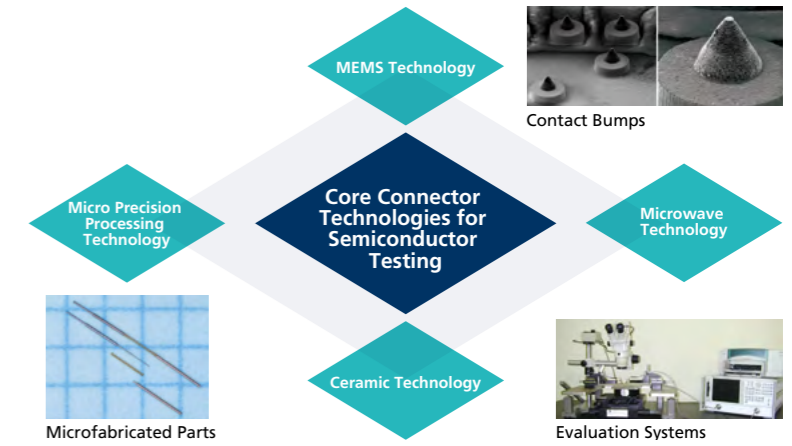 MEMS Technology
Contact Bumps
Core Connector
Technologies for
Semiconductor
Testing
Micro Precision
Processing
Technology
Microwave
Technology
Ceramic Technology
Microfabricated Parts
Evaluation Systems